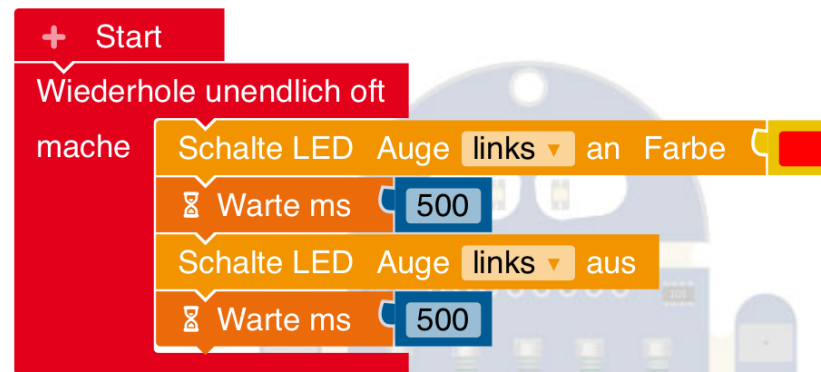 + Start
Wiederhole unendlich oft
mache Schalte LED Auge links ▾ an Farbe
Warte ms 500
Schalte LED Auge links ▾ aus
Warte ms 500